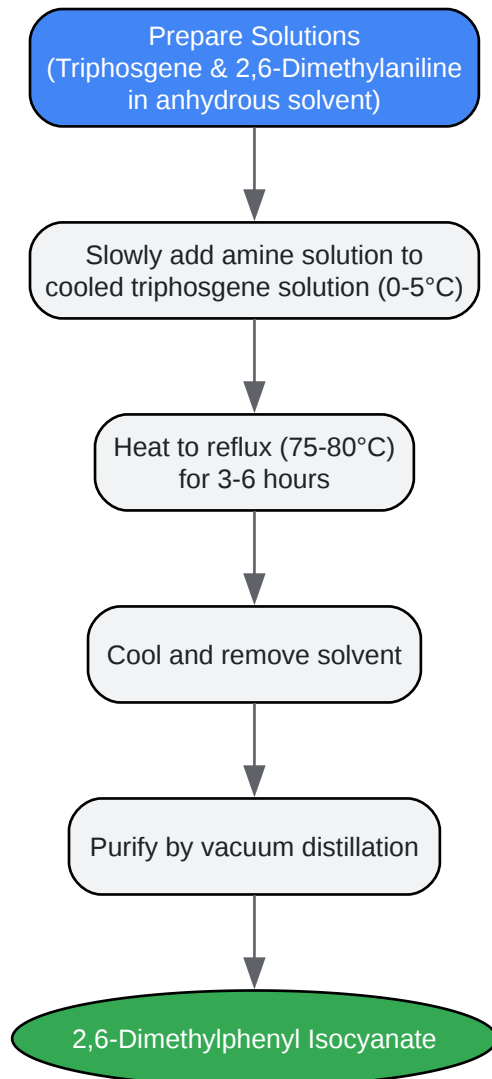 Prepare Solutions
(Triphosgene & 2,6-Dimethylaniline
in anhydrous solvent)
Slowly add amine solution to
cooled triphosgene solution (0-5°C)
Heat to reflux (75-80°C)
for 3-6 hours
Cool and remove solvent
Purify by vacuum distillation
2,6-Dimethylphenyl Isocyanate